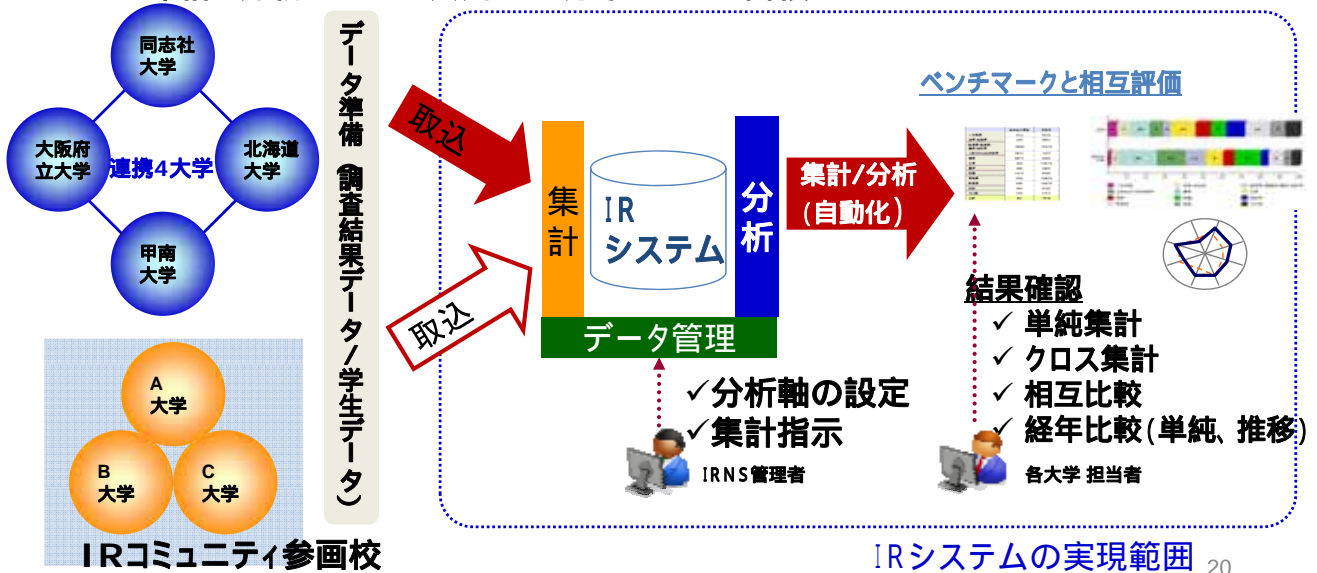 同志社
大学
大阪府
立大学
連携4大学
北海道
大学
甲南
大学
A
大学
B
大学
C
大学
IRコミュニティ参画校
データ準備（調査結果データ/学生データ）
取込
取込
集計
IR
システム
分析
データ管理
集計/分析
(自動化)
ベンチマークと相互評価
結果確認
✓ 単純集計
✓ クロス集計
✓ 相互比較
✓ 経年比較(単純、推移)
✓分析軸の設定
✓集計指示
IRNS管理者
各大学 担当者
IRシステムの実現範囲
20